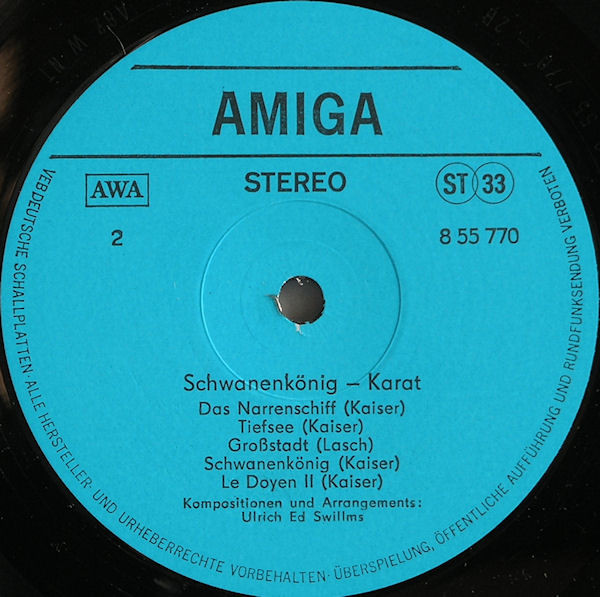 AMIGA
AWA
STEREO
ST 33
2
8 55 770
Schwanenkönig – Karat
Das Narrenschiff (Kaiser)
Tiefsee (Kaiser)
Großstadt (Lasch)
Schwanenkönig (Kaiser)
Le Doyen II (Kaiser)
Kompositionen und Arrangements:
Ulrich Ed Swillms
VEB DEUTSCHE SCHALLPLATTEN · ALLE HERSTELLER- UND URHEBERRECHTE VORBEHALTEN · ÜBERSPIELUNG, ÖFFENTLICHE AUFFÜHRUNG UND RUNDFUNKSENDUNG VERBOTEN